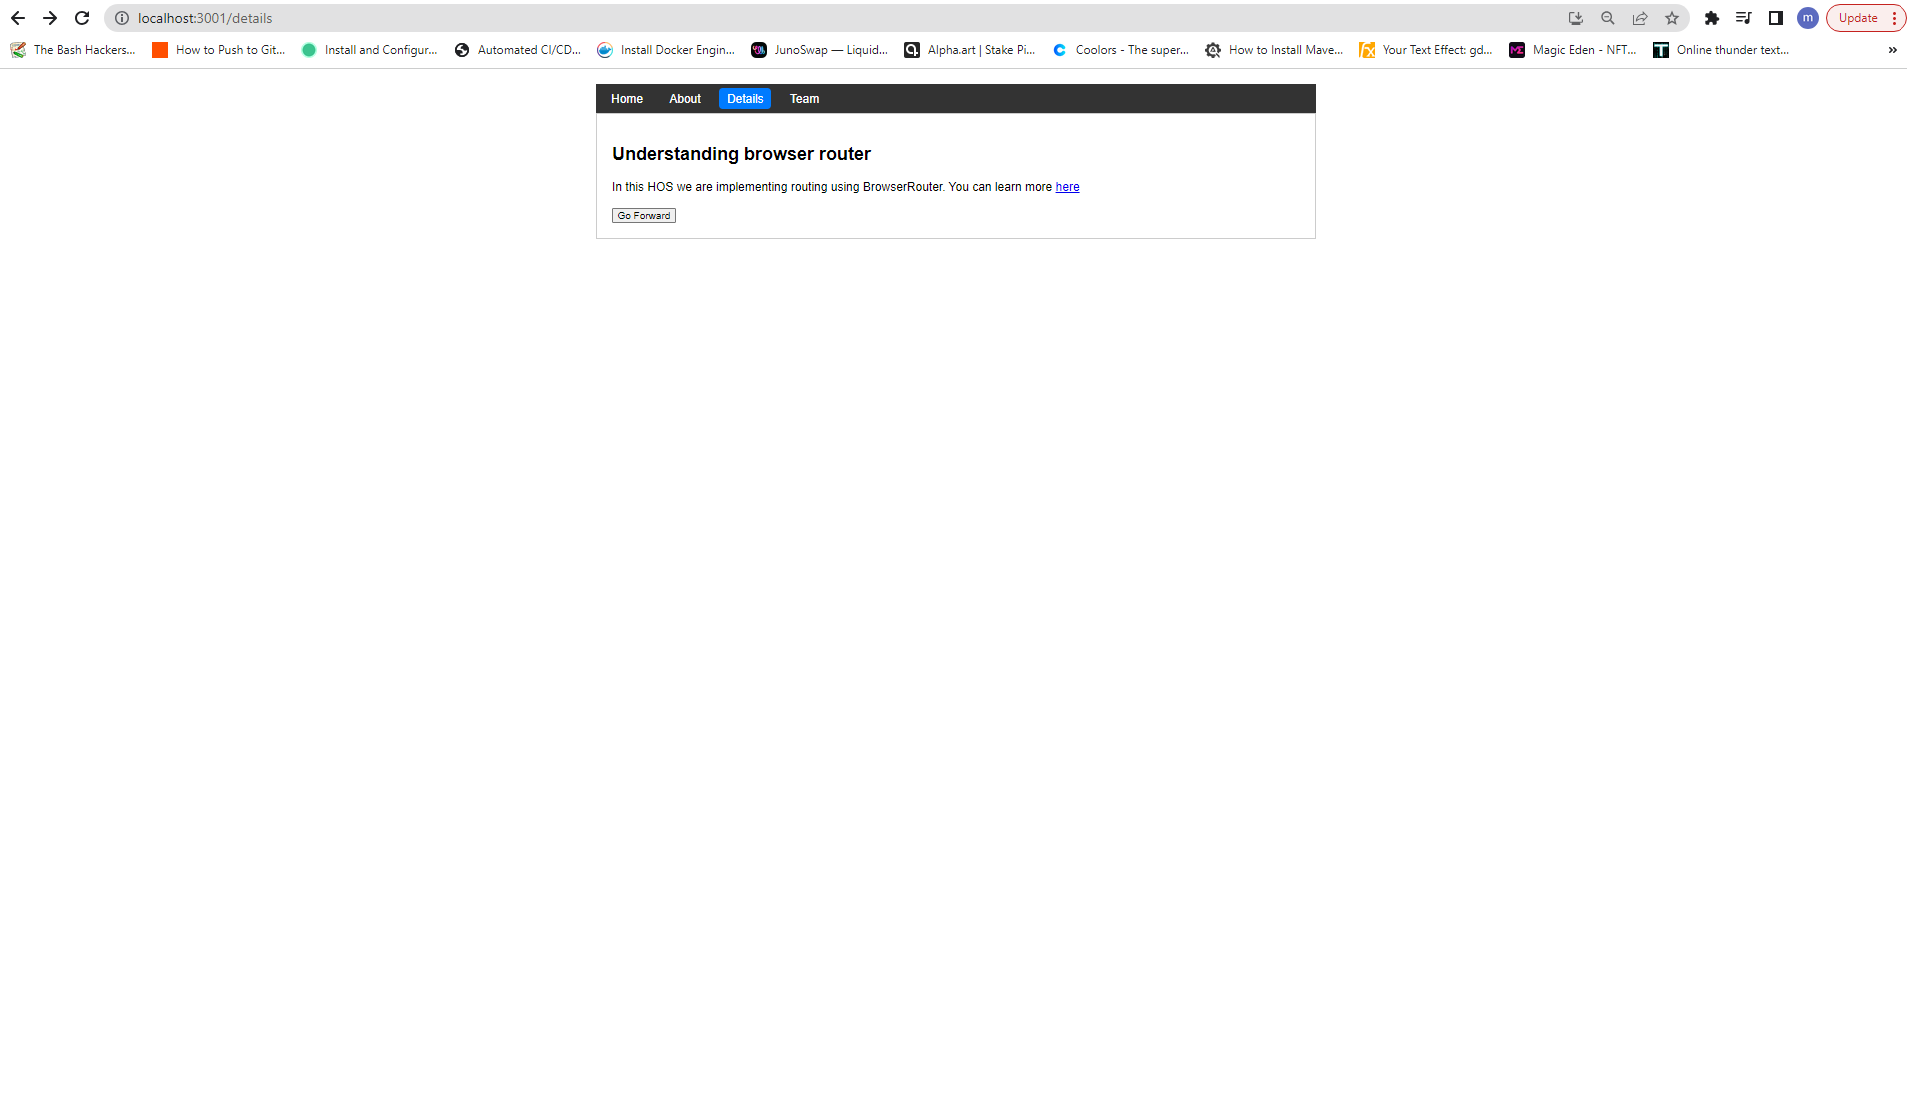 localhost:3001/details
m
Update
The Bash Hackers...
How to Push to Git...
Install and Configur...
Automated CI/CD...
Install Docker Engin...
JunoSwap — Liquid...
Alpha.art | Stake Pi...
Coolors - The super...
How to Install Mave...
Your Text Effect: gd...
Magic Eden - NFT...
Online thunder text...
»
Home About Details Team
Understanding browser router
In this HOS we are implementing routing using BrowserRouter. You can learn more here
Go Forward